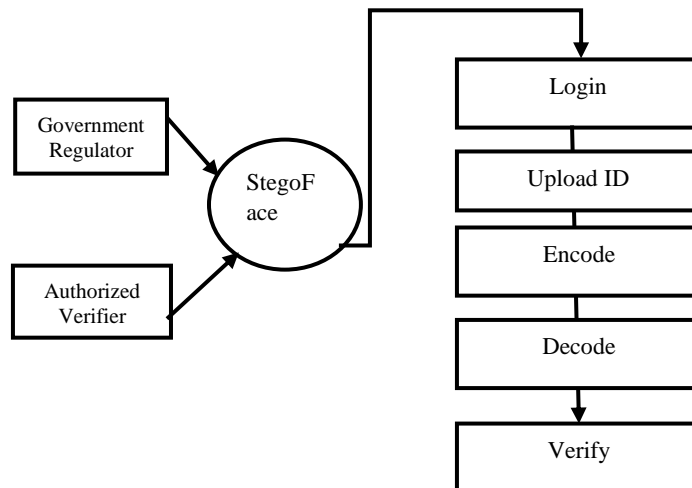 Government
Regulator
Authorized
Verifier
StegoF
ace
Login
Upload ID
Encode
Decode
Verify